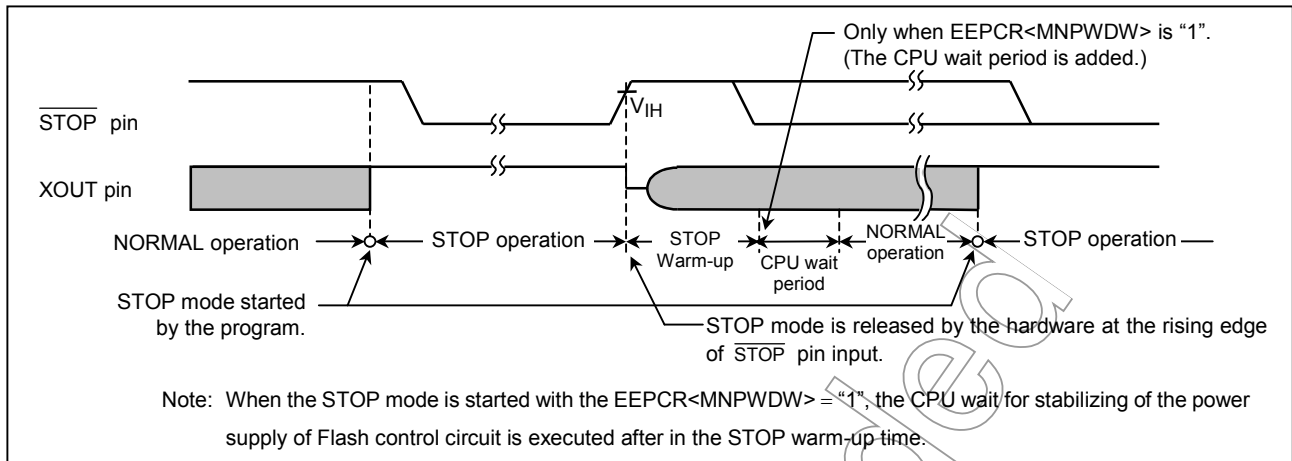 Only when EEPCR<MNPWDW> is “1”.
(The CPU wait period is added.)
STOP pin
VIH
XOUT pin
NORMAL operation
STOP operation
STOP
Warm-up
CPU wait
period
NORMAL
operation
STOP operation
STOP mode started
by the program.
STOP mode is released by the hardware at the rising edge
of STOP pin input.
Note: When the STOP mode is started with the EEPCR<MNPWDW> = “1”, the CPU wait for stabilizing of the power
supply of Flash control circuit is executed after in the STOP warm-up time.